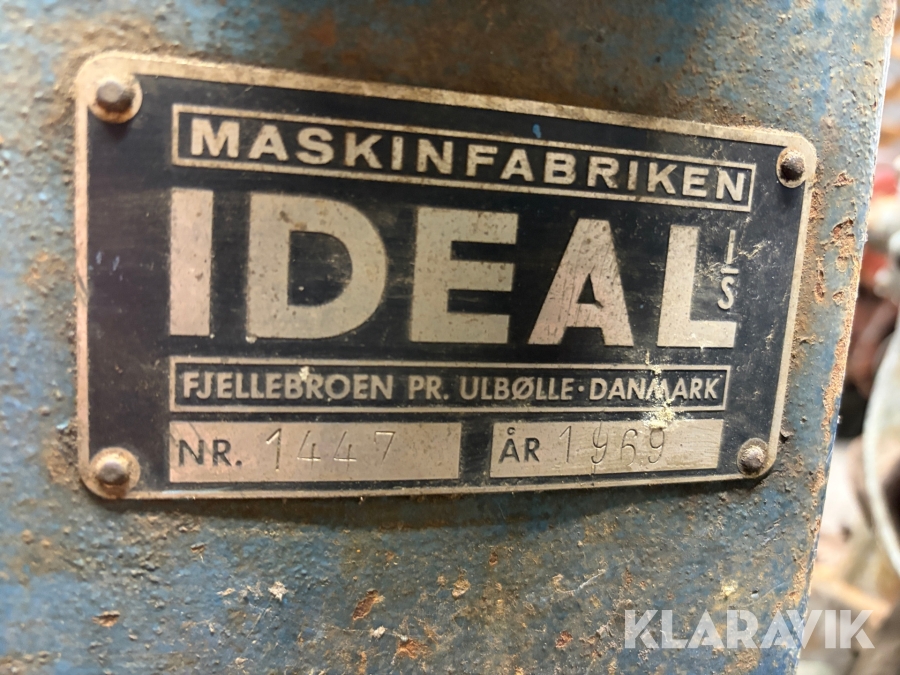 MASKINFABRIKEN
IDEAL I/S
FJELLEBROEN PR. ULBØLLE · DANMARK
NR. 1447 ÅR 1969
KLARAVIK